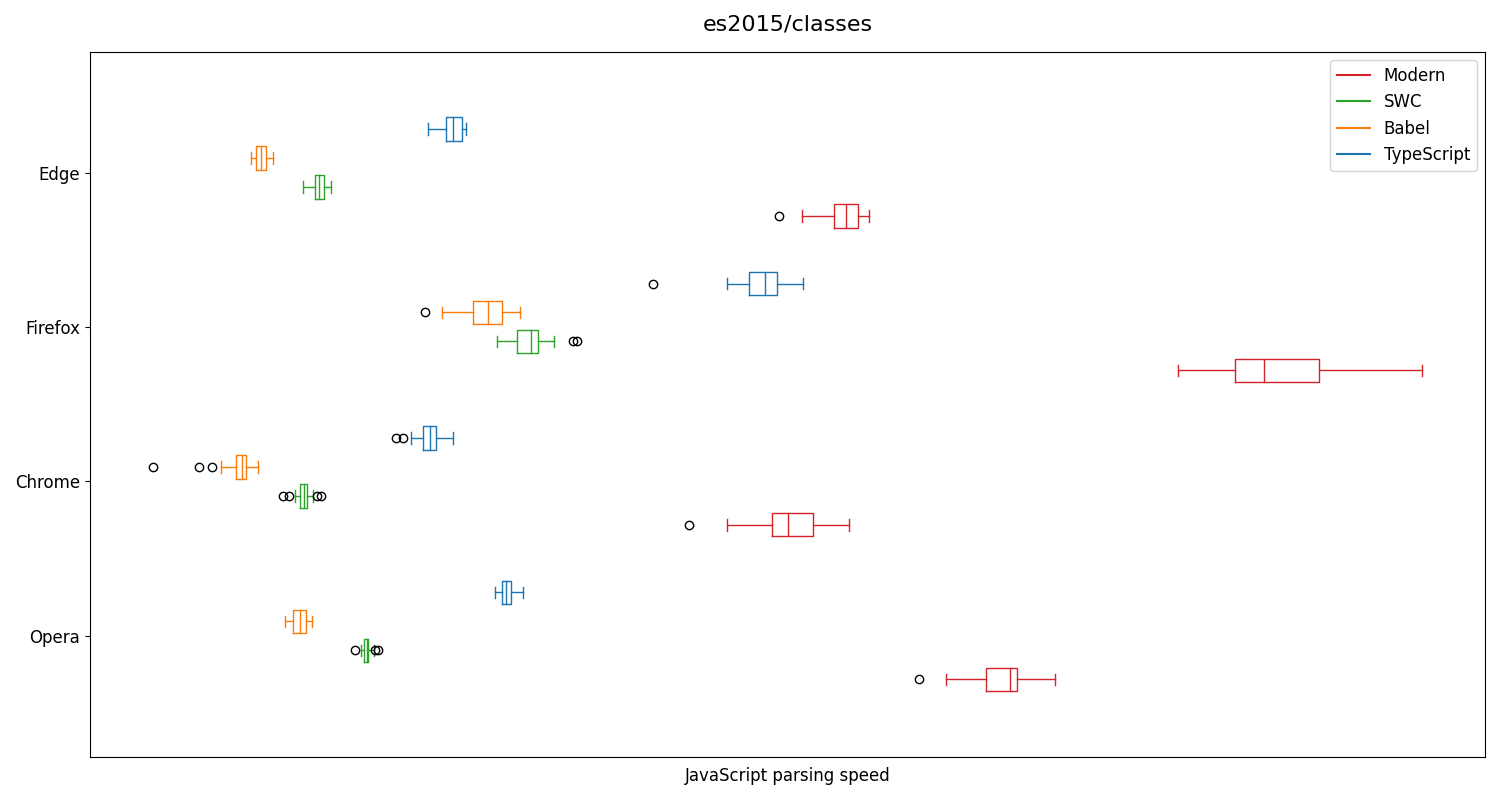 es2015/classes
Modern
SWC
Babel
TypeScript
Edge
Firefox
Chrome
Opera
JavaScript parsing speed